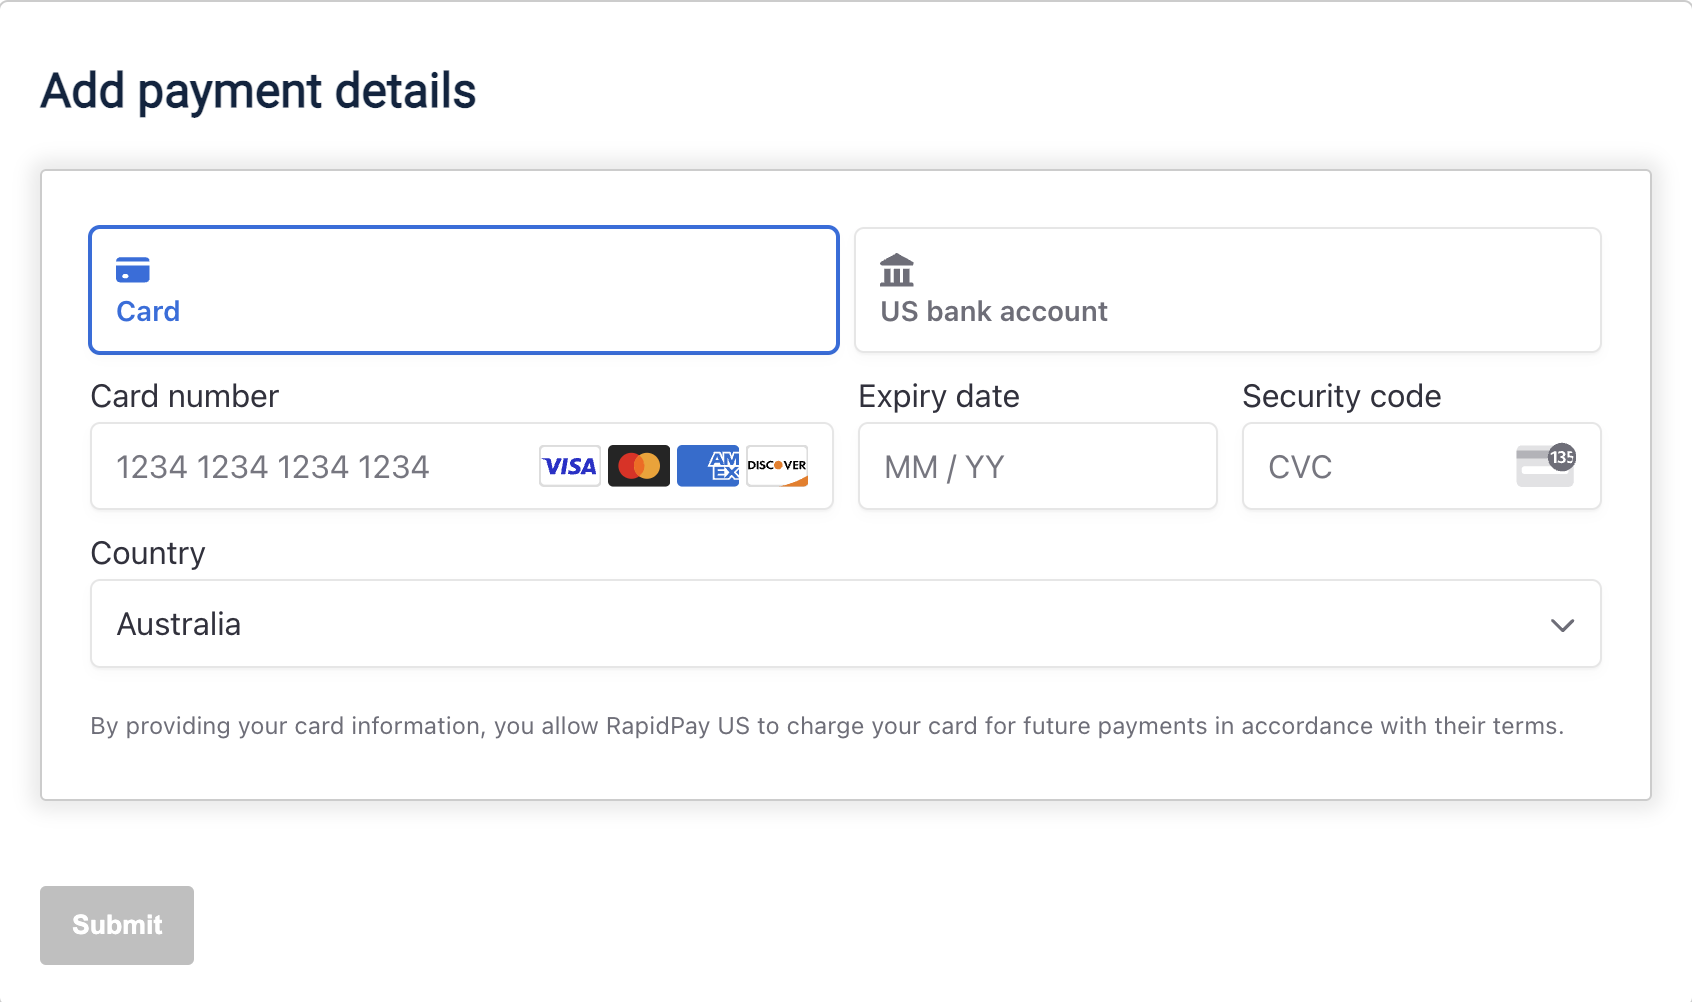 Add payment details
Card
US bank account
Card number
Expiry date
Security code
1234 1234 1234 1234
VISA
AM
EX
DISCOVER
MM / YY
CVC
135
Country
Australia
By providing your card information, you allow RapidPay US to charge your card for future payments in accordance with their terms.
Submit